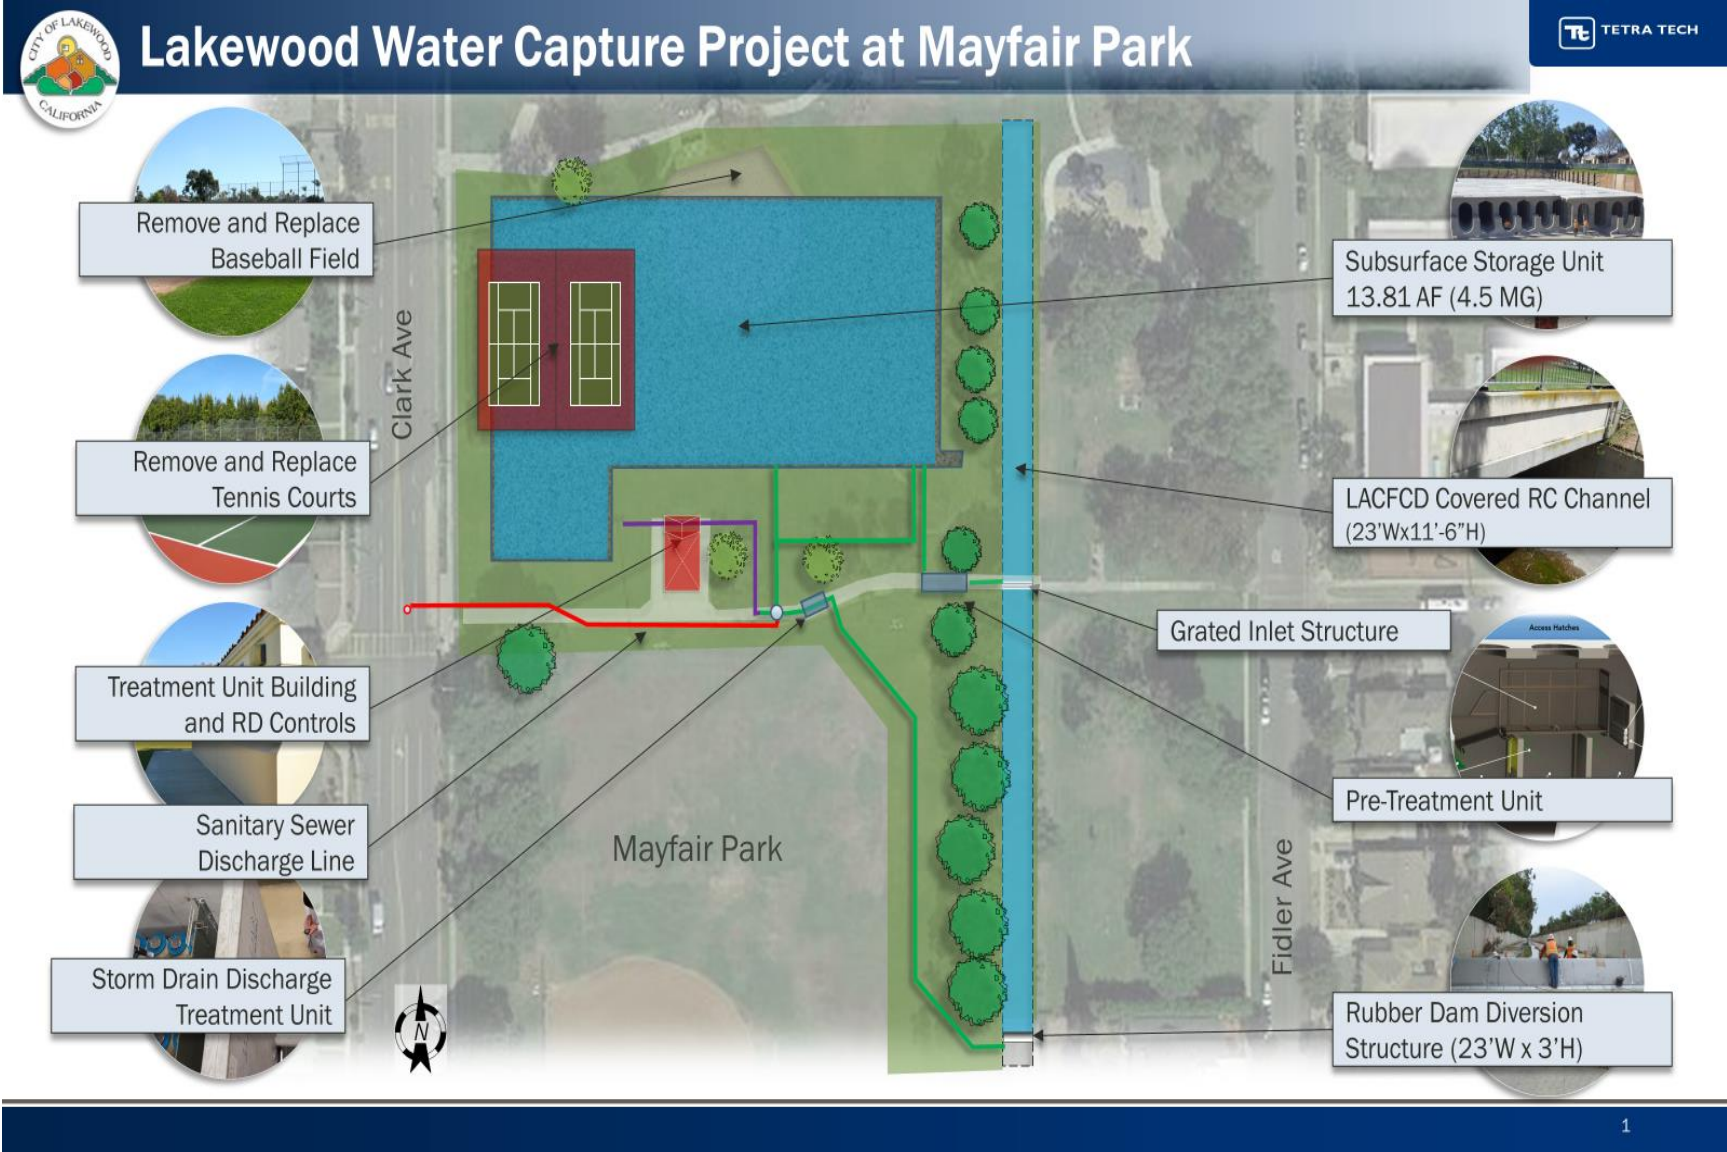 CITY OF LAKEWOOD
CALIFORNIA
Lakewood Water Capture Project at Mayfair Park
Tt TETRA TECH
Remove and Replace
Baseball Field
Remove and Replace
Tennis Courts
Treatment Unit Building
and RD Controls
Sanitary Sewer
Discharge Line
Storm Drain Discharge
Treatment Unit
Clark Ave
Mayfair Park
N
Fidler Ave
Subsurface Storage Unit
13.81 AF (4.5 MG)
LACFCD Covered RC Channel
(23’Wx11’-6”H)
Grated Inlet Structure
Access Hatches
Pre-Treatment Unit
Rubber Dam Diversion
Structure (23’W x 3’H)
1